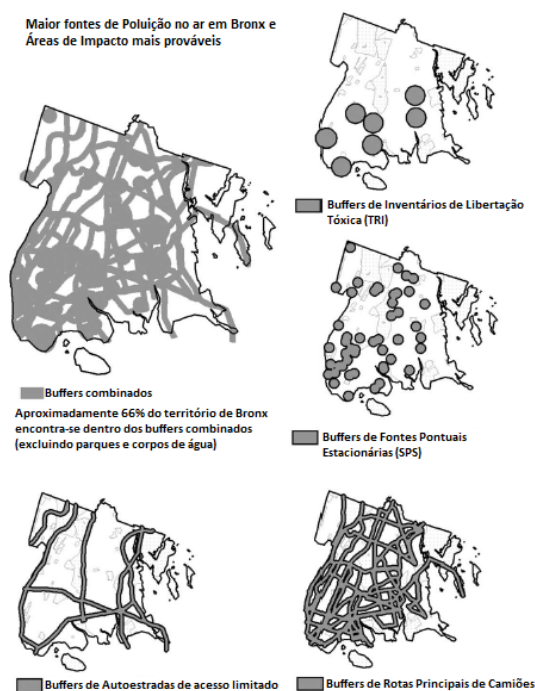 Maior fontes de Poluição no ar em Bronx e
Áreas de Impacto mais prováveis
Buffers de Inventários de Libertação
Tóxica (TRI)
Buffers combinados
Aproximadamente 66% do território de Bronx
encontra-se dentro dos buffers combinados
(excluindo parques e corpos de água)
Buffers de Fontes Pontuais
Estacionárias (SPS)
Buffers de Autoestradas de acesso limitado
Buffers de Rotas Principais de Camiões